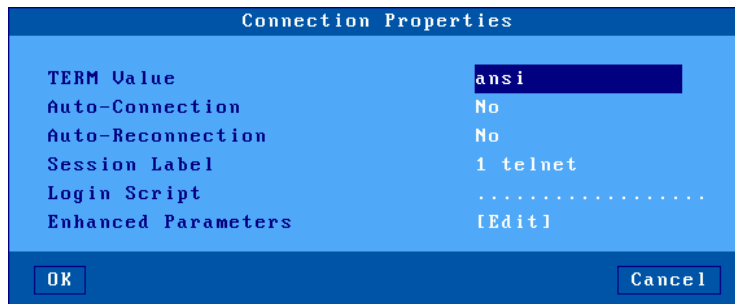 Connection Properties
TERM Value ansi
Auto-Connection No
Auto-Reconnection No
Session Label 1 telnet
Login Script ..................
Enhanced Parameters [Edit]
OK Cancel